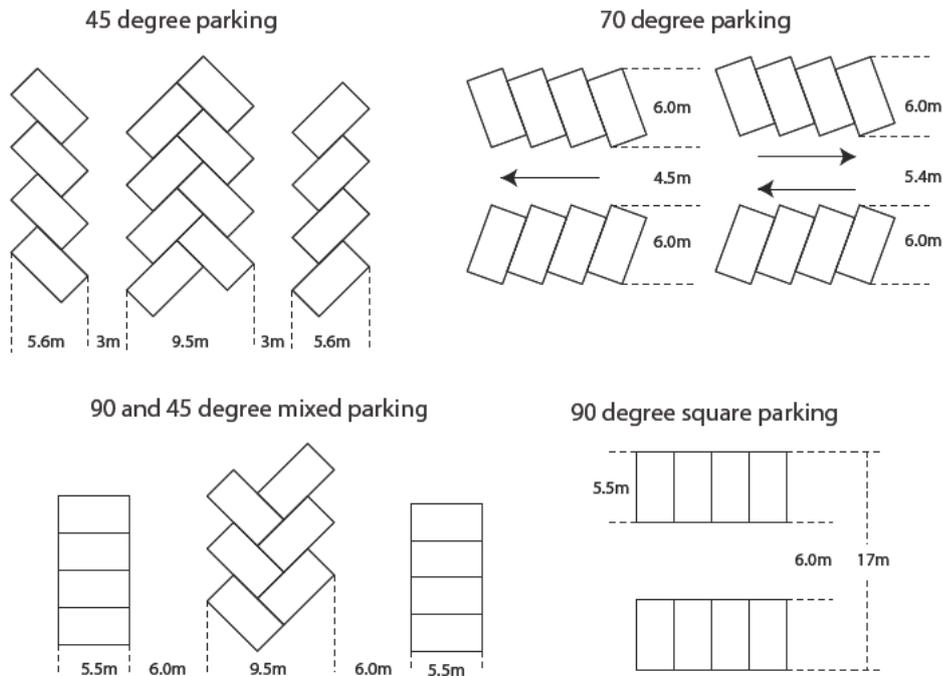 45 degree parking
5.6m 3m 9.5m 3m 5.6m
70 degree parking
6.0m
4.5m
6.0m
6.0m
5.4m
6.0m
90 and 45 degree mixed parking
5.5m 6.0m 9.5m 6.0m 5.5m
90 degree square parking
5.5m
6.0m 17m